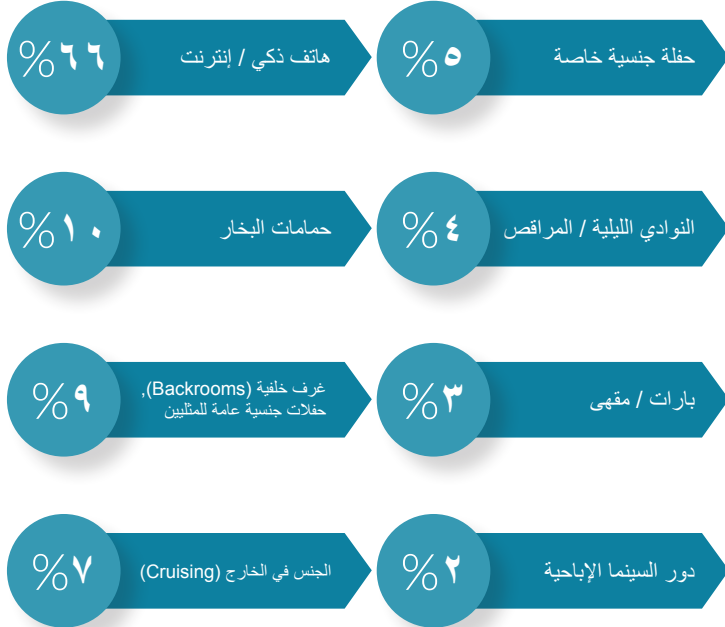 حفلة جنسية خاصة
%٥
هاتف ذكي / إنترنت
%٦٦
النوادي الليلية / المراقص
%٤
حمامات البخار
%١٠
بارات / مقهى
%٣
غرف خلفية (Backrooms),
حفلات جنسية عامة للمثليين
%٩
دور السينما الإباحية
%٢
الجنس في الخارج (Cruising)
%٧